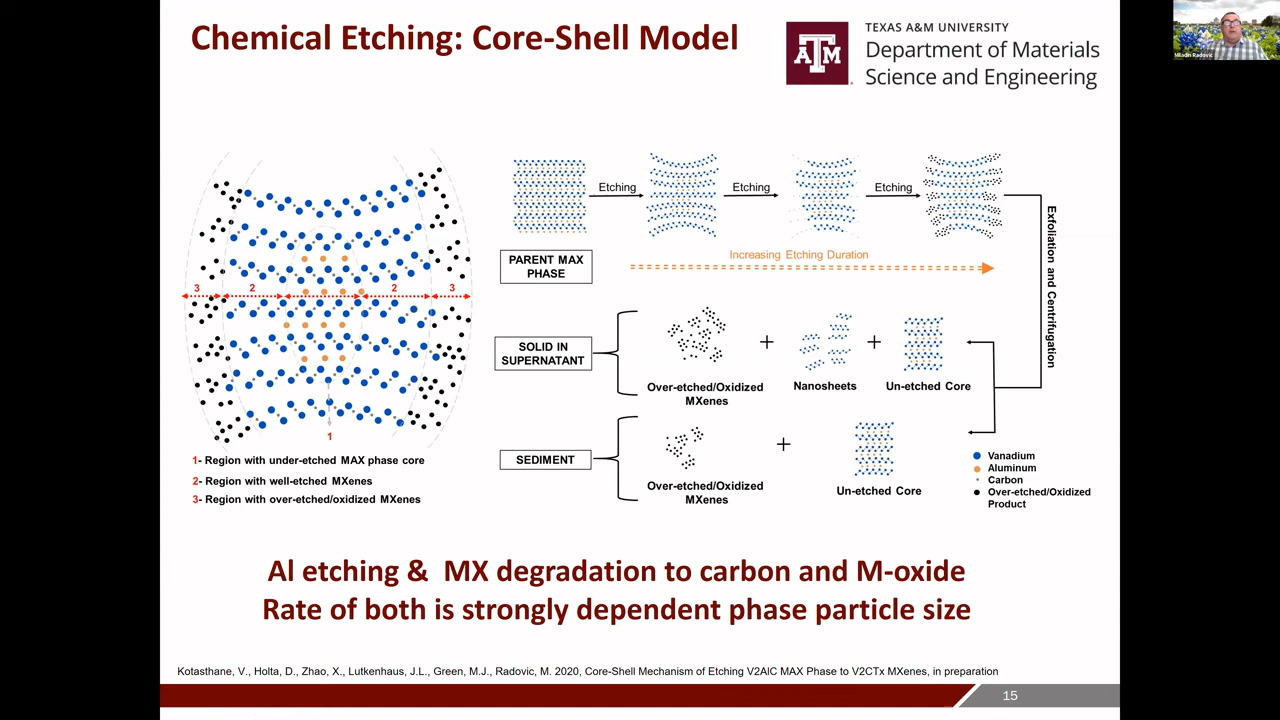 Chemical Etching: Core-Shell Model
ĀTM
TEXAS A&M UNIVERSITY
Department of Materials
Science and Engineering
Miladin Radovic
Etching
Etching
Etching
PARENT MAX
PHASE
Increasing Etching Duration
Exfoliation and Centrifugation
3
2
2
3
1
SOLID IN
SUPERNATANT
+
+
Over-etched/Oxidized
MXenes
Nanosheets
Un-etched Core
SEDIMENT
+
Over-etched/Oxidized
MXenes
Un-etched Core
1- Region with under-etched MAX phase core
2- Region with well-etched MXenes
3- Region with over-etched/oxidized MXenes
Vanadium
Aluminum
Carbon
Over-etched/Oxidized
Product
Al etching &  MX degradation to carbon and M-oxide
Rate of both is strongly dependent phase particle size
Kotasthane, V., Holta, D., Zhao, X., Lutkenhaus, J.L., Green, M.J., Radovic, M. 2020, Core-Shell Mechanism of Etching V2AlC MAX Phase to V2CTx MXenes, in preparation
15